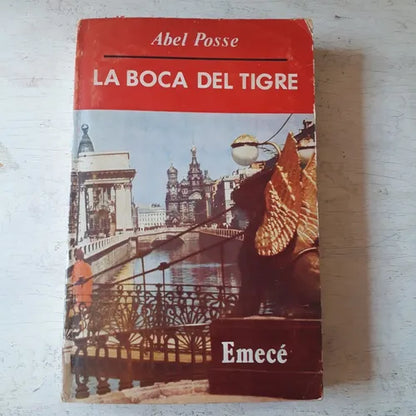 Abel Posse
LA BOCA DEL TIGRE
Emecé